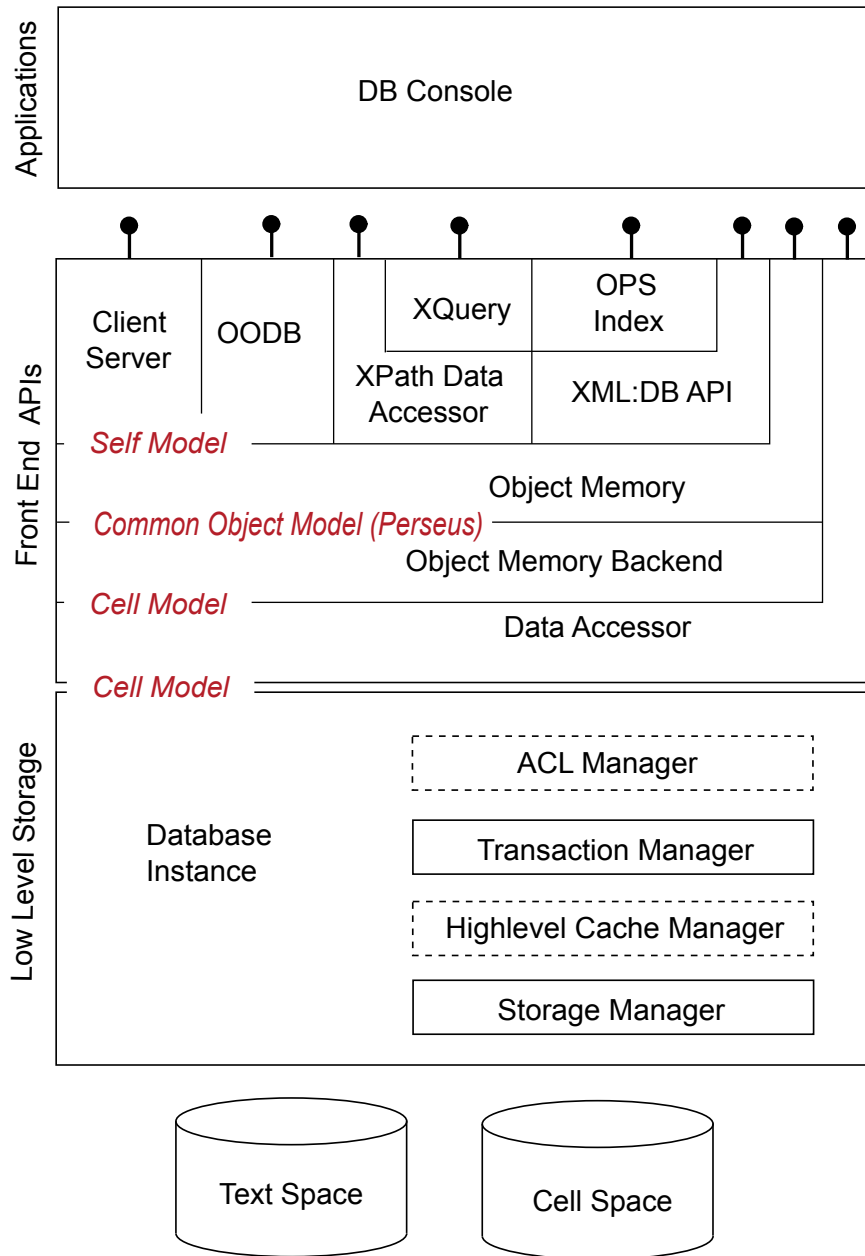 Applications
DB Console
Front End APIs
Client
Server
OODB
XQuery
OPS
Index
XPath Data
Accessor
XML:DB API
Self Model
Object Memory
Common Object Model (Perseus)
Object Memory Backend
Cell Model
Data Accessor
Cell Model
Low Level Storage
Database
Instance
ACL Manager
Transaction Manager
Highlevel Cache Manager
Storage Manager
Text Space
Cell Space